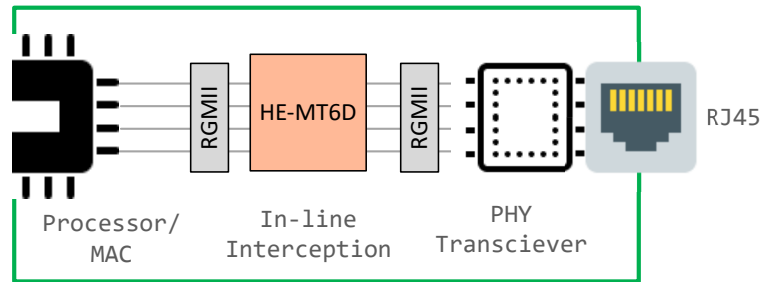 RGMII
HE-MT6D
RGMII
RJ45
Processor/
MAC
In-line
Interception
PHY
Transciever